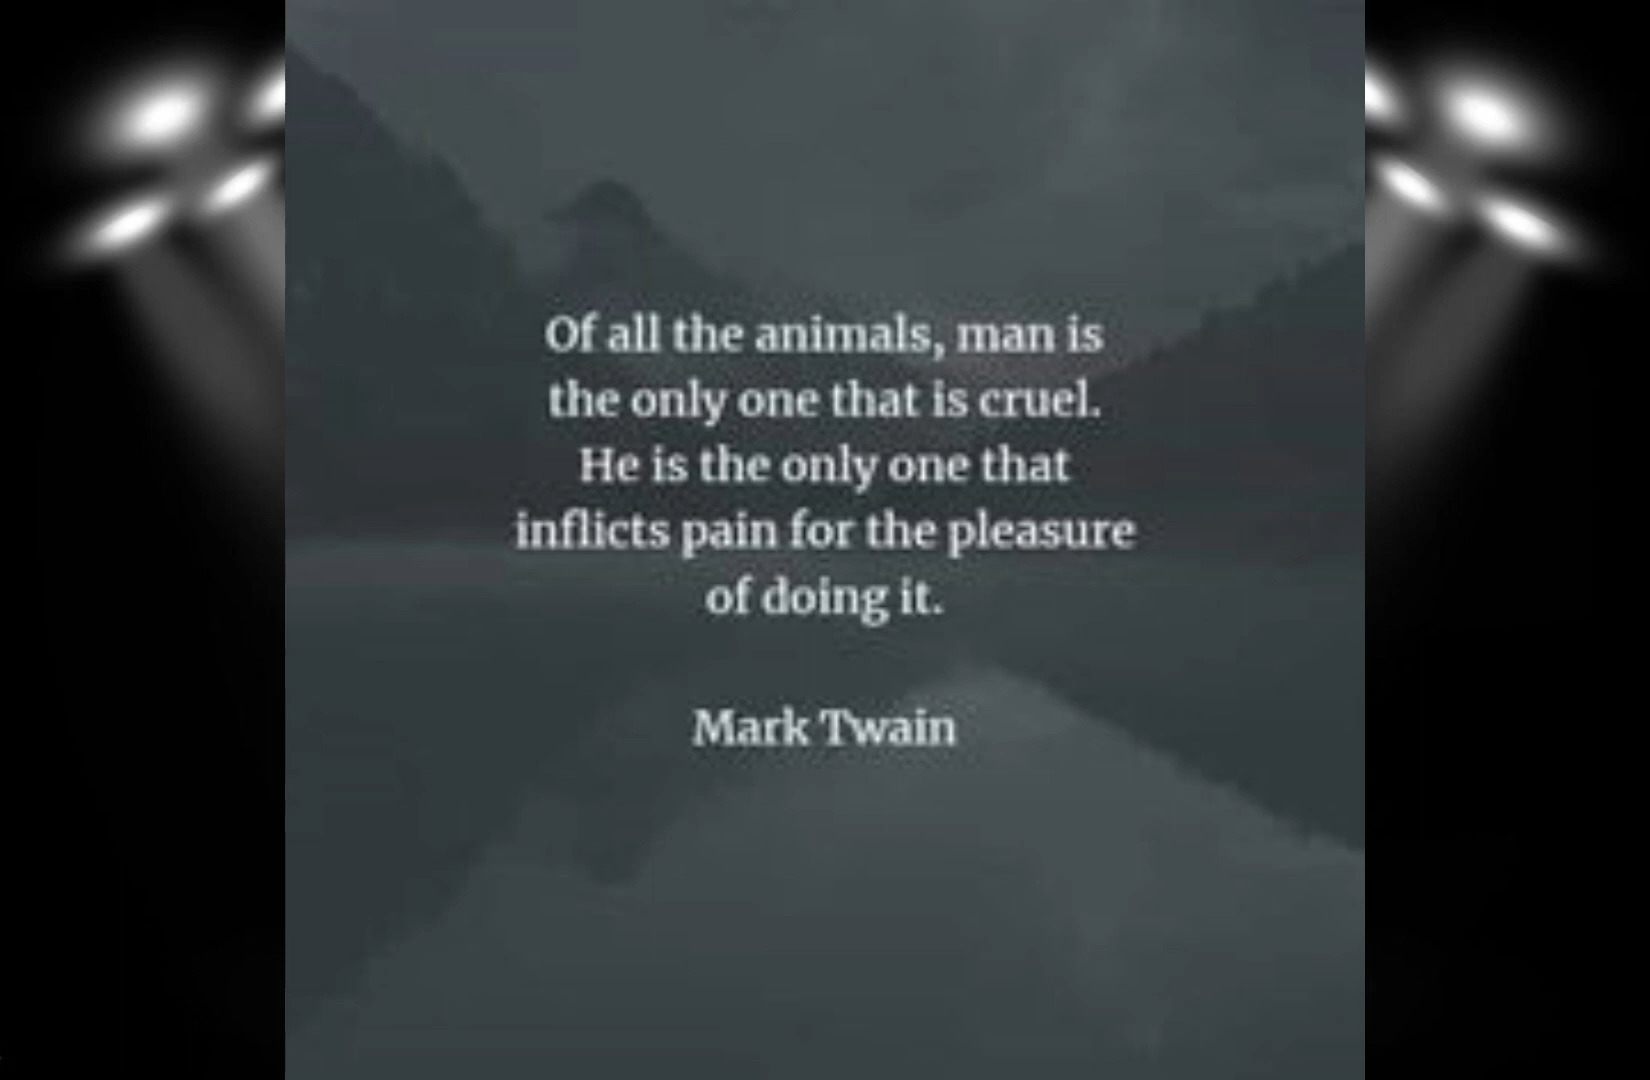 Of all the animals, man is
the only one that is cruel.
He is the only one that
inflicts pain for the pleasure
of doing it.
Mark Twain